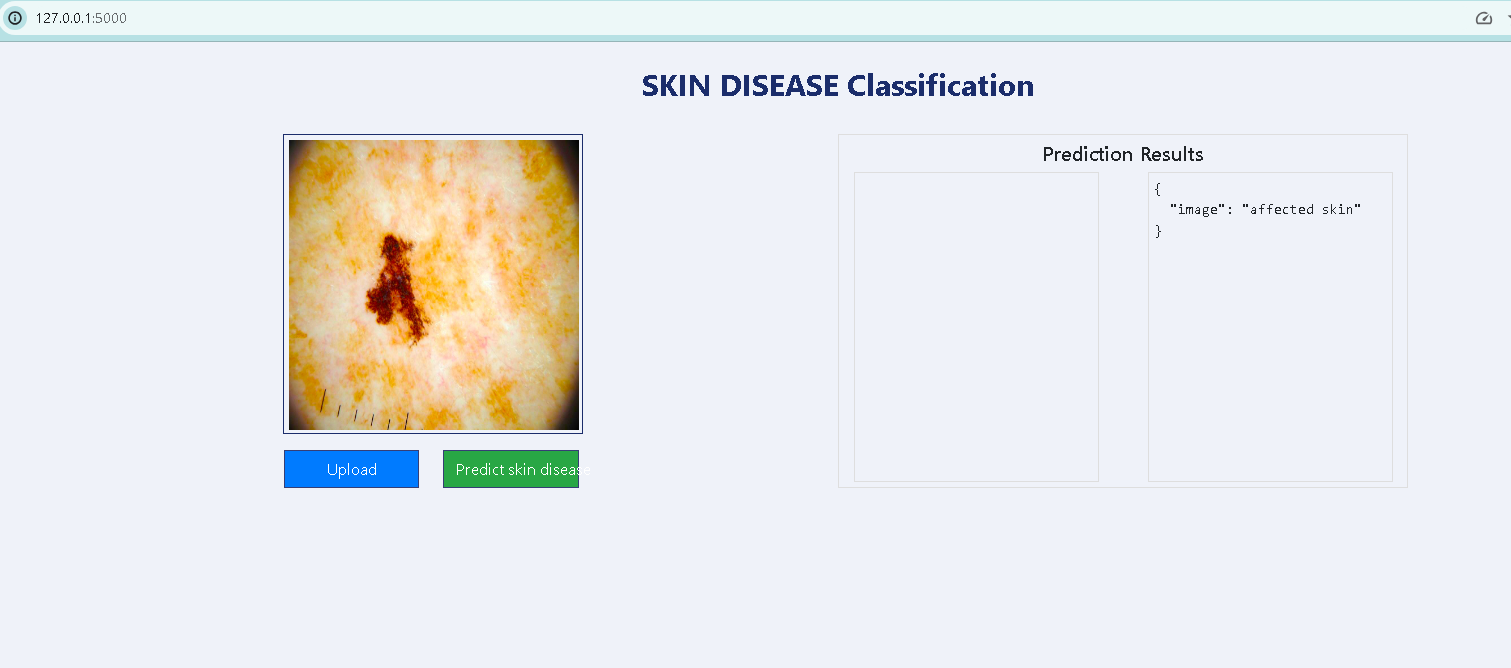 127.0.0.1:5000
SKIN DISEASE Classification
Prediction Results
{
"image": "affected skin"
}
Upload
Predict skin disease